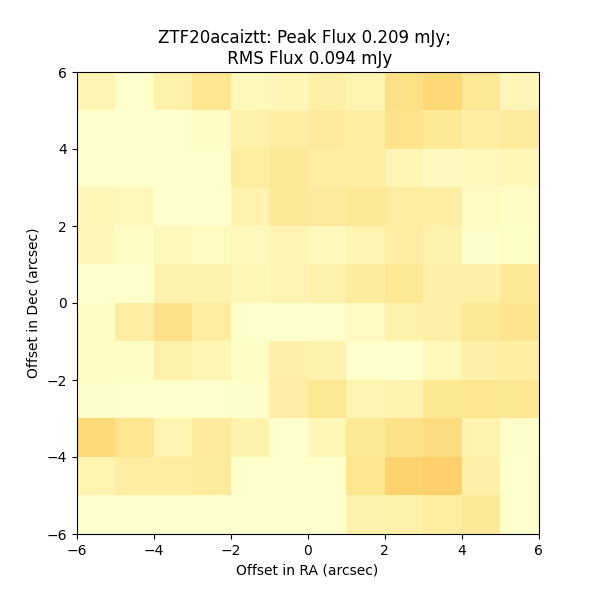 ZTF20acaiztt: Peak Flux 0.209 mJy;
RMS Flux 0.094 mJy
6
4
2
0
−2
−4
−6
Offset in Dec (arcsec)
−6 −4 −2 0 2 4 6
Offset in RA (arcsec)